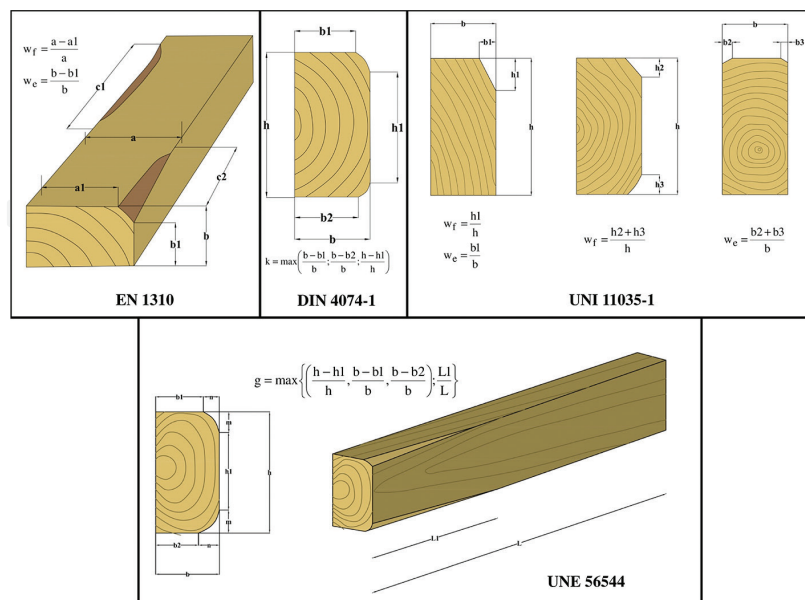 w_f = (a−a1)/a
w_e = (b−b1)/b
c1
a
a1
c2
b1
b
EN 1310
b1
h
h1
b2
b
k = max((b−b1)/b ; (b−b2)/b ; (h−h1)/h)
DIN 4074-1
b
b1
h1
h
w_f = h1/h
w_e = b1/b
h2
h
h3
w_f = (h2+h3)/h
b
b2
b3
w_e = (b2+b3)/b
UNI 11035-1
g = max{((h−h1)/h , (b−b1)/b , (b−b2)/b) ; L1/L}
b1
n
m
h1
h
m
b2
n
b
L1
L
UNE 56544